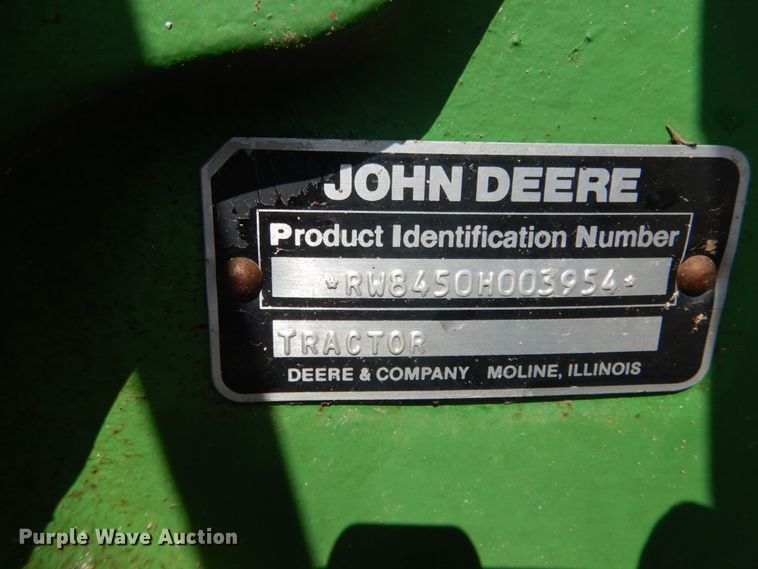 JOHN DEERE
Product Identification Number
*RW8450H003954*
TRACTOR
DEERE & COMPANY MOLINE, ILLINOIS
Purple Wave Auction